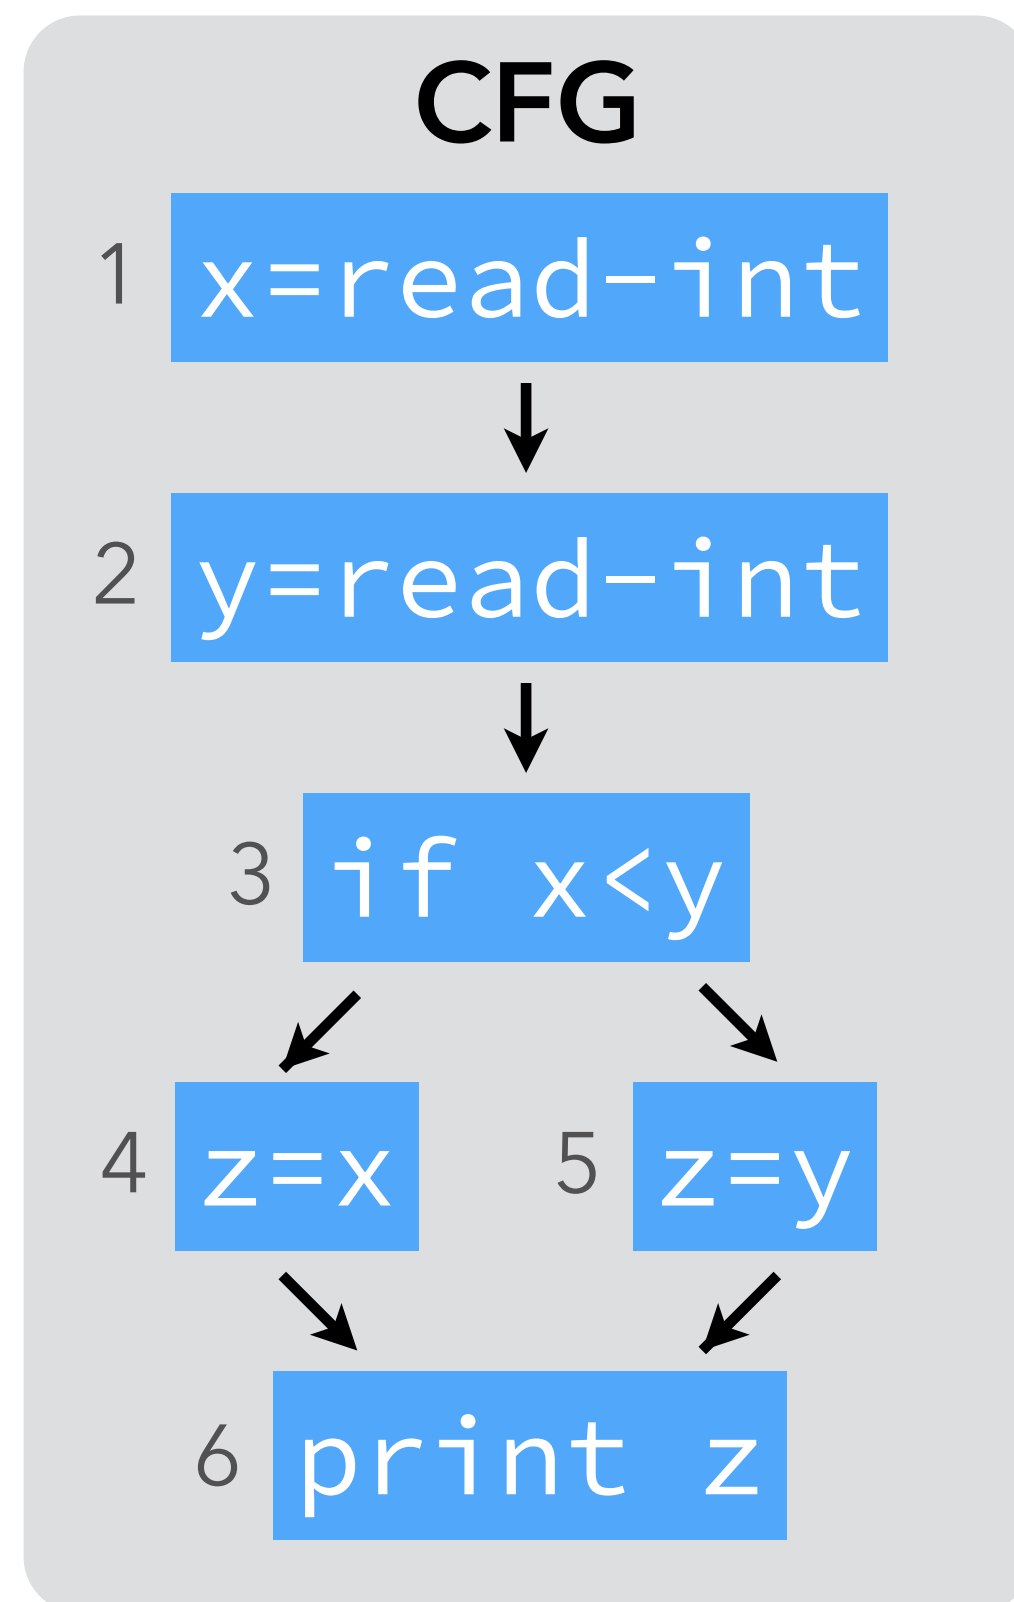 CFG
1 x=read-int
2 y=read-int
3 if x<y
4 z=x
5 z=y
6 print z